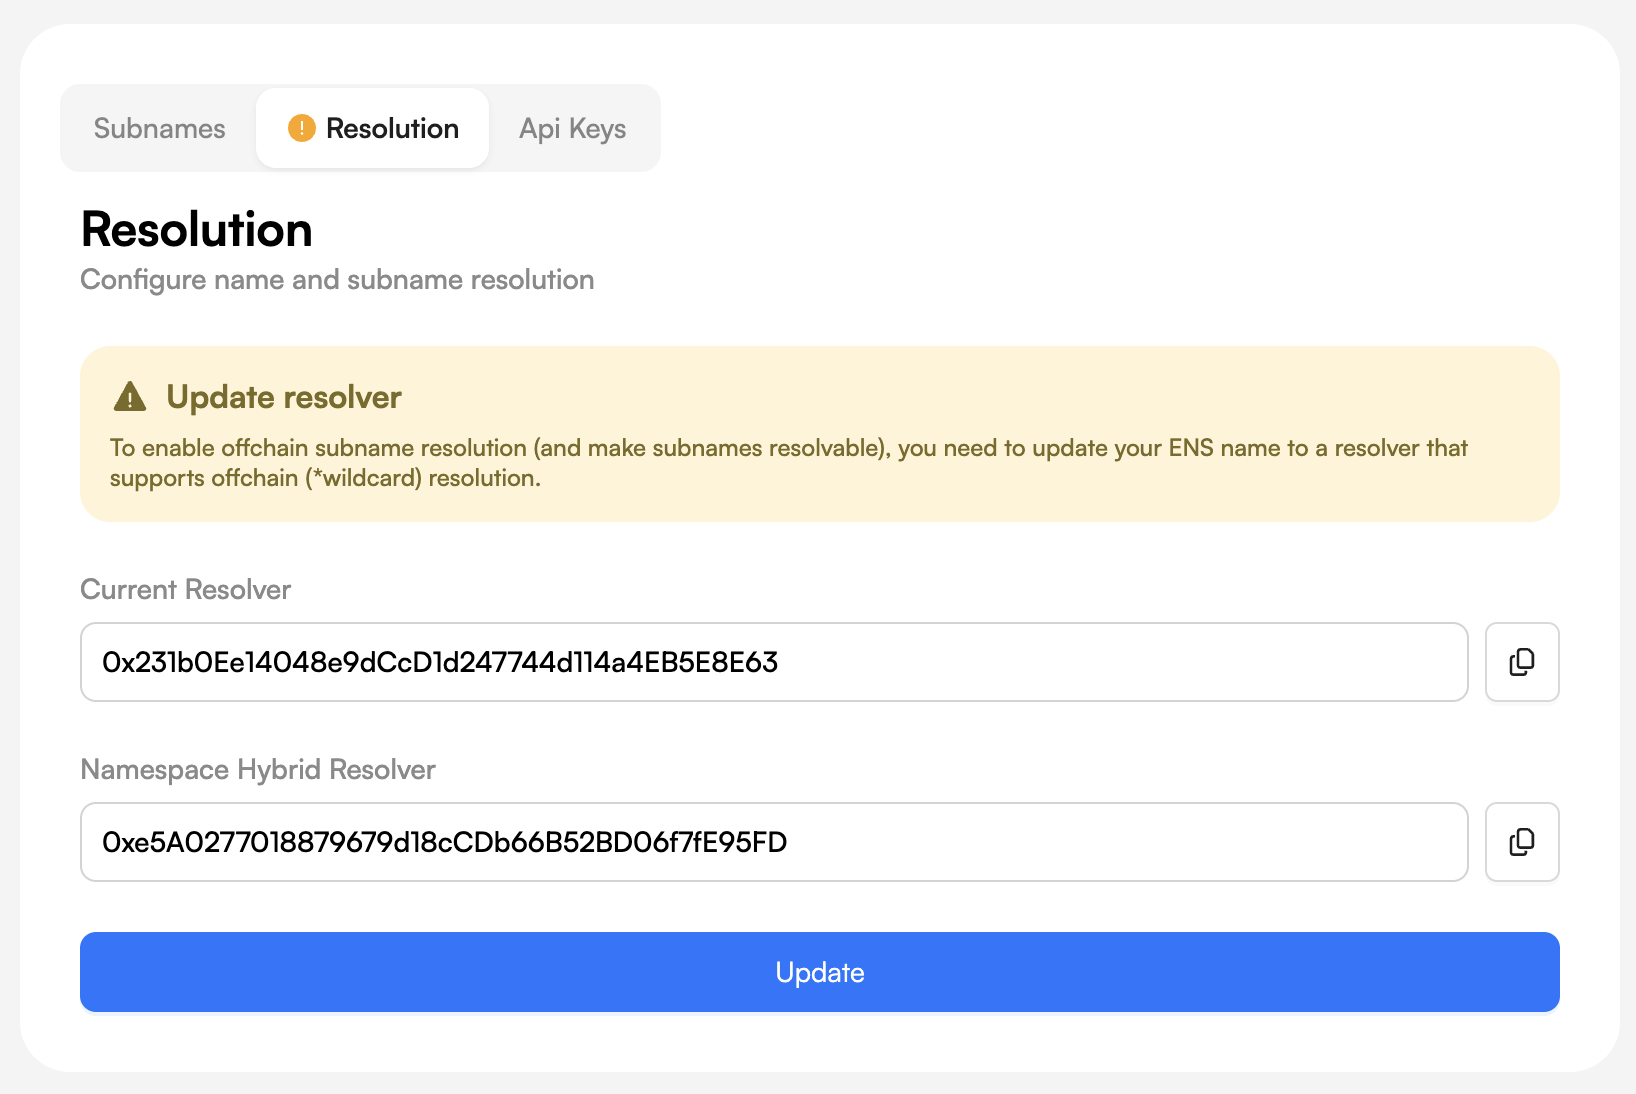 Subnames
Resolution
Api Keys
Resolution
Configure name and subname resolution
Update resolver
To enable offchain subname resolution (and make subnames resolvable), you need to update your ENS name to a resolver that
supports offchain (*wildcard) resolution.
Current Resolver
0x231b0Ee14048e9dCcD1d247744d114a4EB5E8E63
Namespace Hybrid Resolver
0xe5A0277018879679d18cCDb66B52BD06f7fE95FD
Update